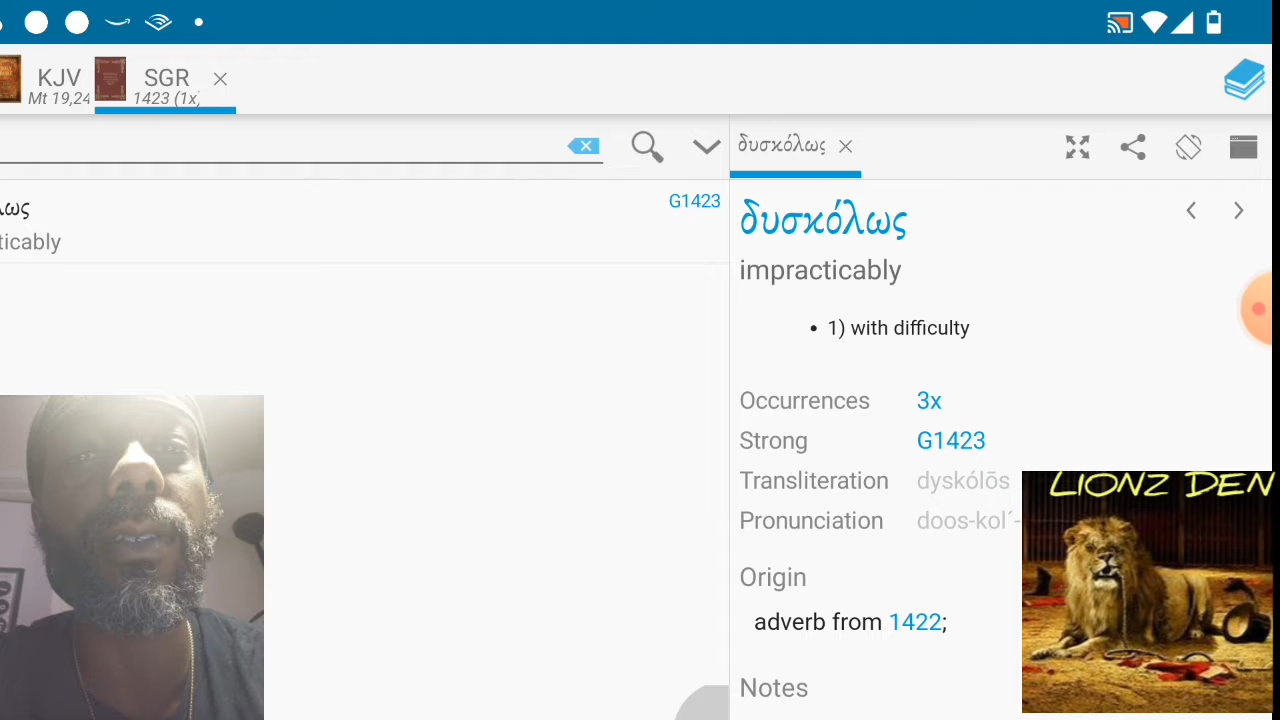 KJV
Mt 19,24
SGR
1423 (1x)
δυσκόλως
λως
G1423
ticably
δυσκόλως
impracticably
• 1) with difficulty
Occurrences 3x
Strong G1423
Transliteration dyskólōs
Pronunciation doos-kol´-
Origin
adverb from 1422;
Notes
LIONZ DEN